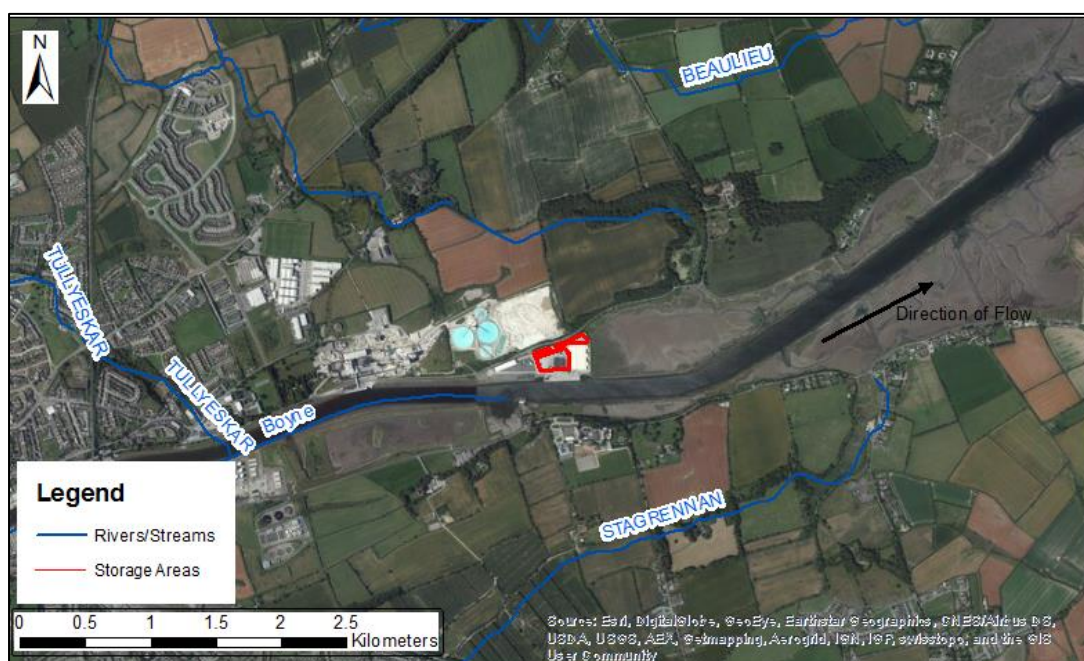 N
BEAULIEU
TULLYESKAR
TULLYESKAR
Boyne
Direction of Flow
STAGRENNAN
Legend
Rivers/Streams
Storage Areas
0 0.5 1 1.5 2 2.5
Kilometers
Source: Esri, DigitalGlobe, GeoEye, Earthstar Geographics, CNES/Airbus DS,
USDA, USGS, AEX, Getmapping, Aerogrid, IGN, IGP, swisstopo, and the GIS
User Community